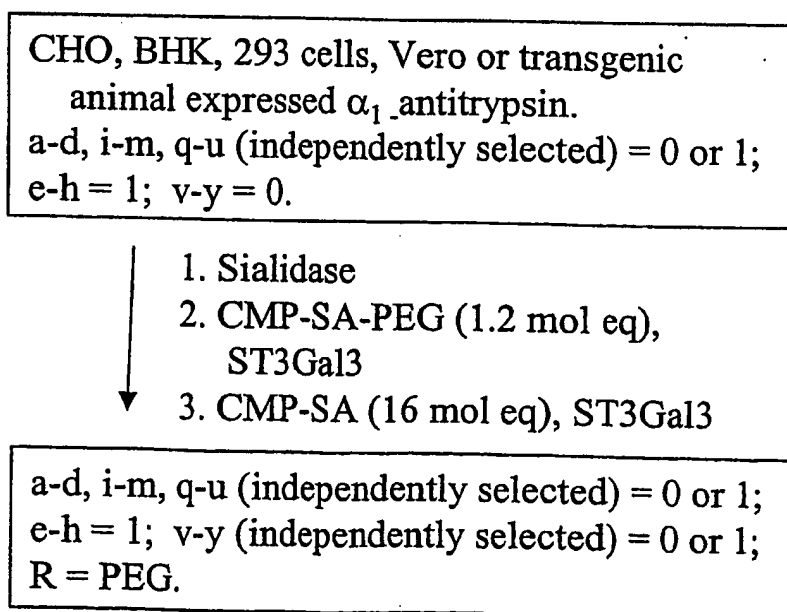 CHO, BHK, 293 cells, Vero or transgenic
animal expressed α₁-antitrypsin.
a-d, i-m, q-u (independently selected) = 0 or 1;
e-h = 1; v-y = 0.
1. Sialidase
2. CMP-SA-PEG (1.2 mol eq),
ST3Gal3
3. CMP-SA (16 mol eq), ST3Gal3
a-d, i-m, q-u (independently selected) = 0 or 1;
e-h = 1; v-y (independently selected) = 0 or 1;
R = PEG.